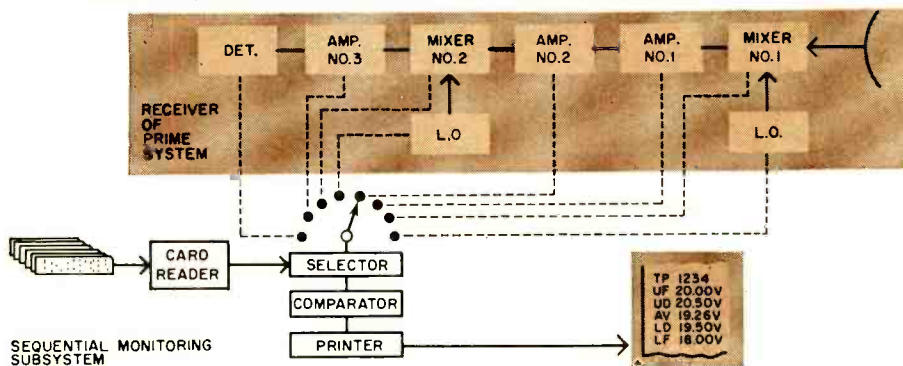 DET.
AMP.
NO.3
MIXER
NO.2
AMP.
NO.2
AMP.
NO.1
MIXER
NO.1
RECEIVER
OF
PRIME
SYSTEM
L.O
L.O.
CARD
READER
SELECTOR
COMPARATOR
PRINTER
SEQUENTIAL MONITORING
SUBSYSTEM
TP 1234
UF 20.00V
UD 20.50V
AV 19.26V
LD 19.50V
LF 18.00V